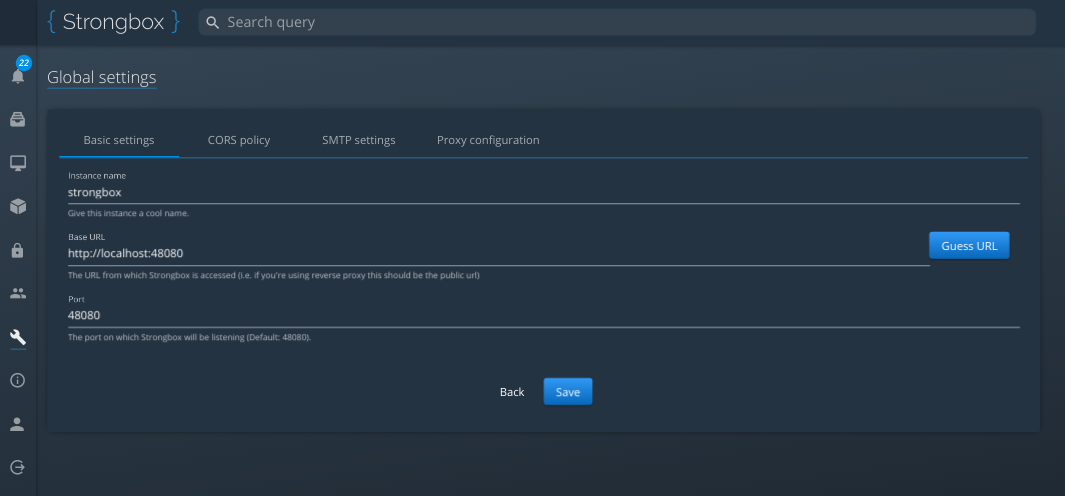 { Strongbox }
Search query
22
Global settings
Basic settings
CORS policy
SMTP settings
Proxy configuration
Instance name
strongbox
Give this instance a cool name.
Base URL
http://localhost:48080
Guess URL
The URL from which Strongbox is accessed (i.e. if you're using reverse proxy this should be the public url)
Port
48080
The port on which Strongbox will be listening (Default: 48080).
Back
Save